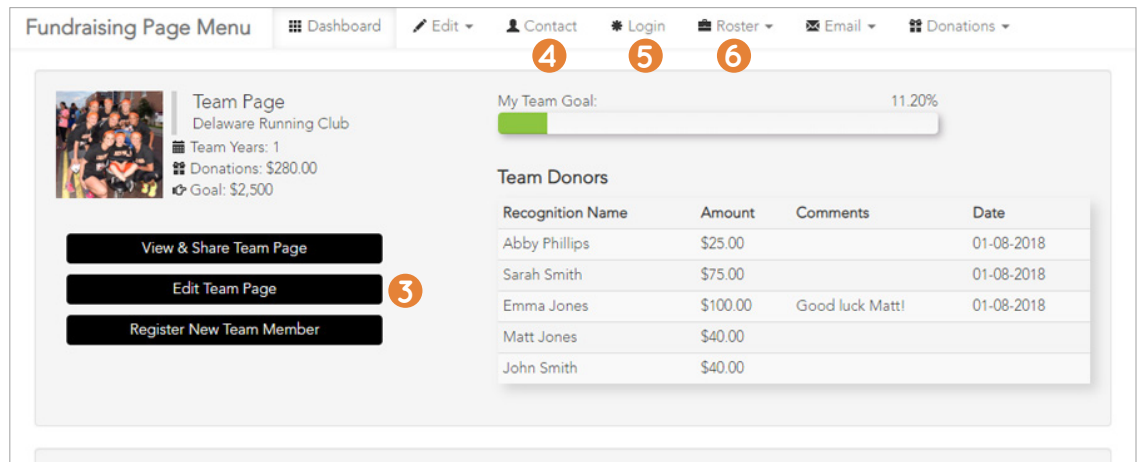 Fundraising Page Menu Dashboard Edit Contact Login Roster Email Donations
4 5 6
Team Page
Delaware Running Club
Team Years: 1
Donations: $280.00
Goal: $2,500
View & Share Team Page
Edit Team Page 3
Register New Team Member
My Team Goal: 11.20%
Team Donors
Recognition Name Amount Comments Date
Abby Phillips $25.00 01-08-2018
Sarah Smith $75.00 01-08-2018
Emma Jones $100.00 Good luck Matt! 01-08-2018
Matt Jones $40.00
John Smith $40.00